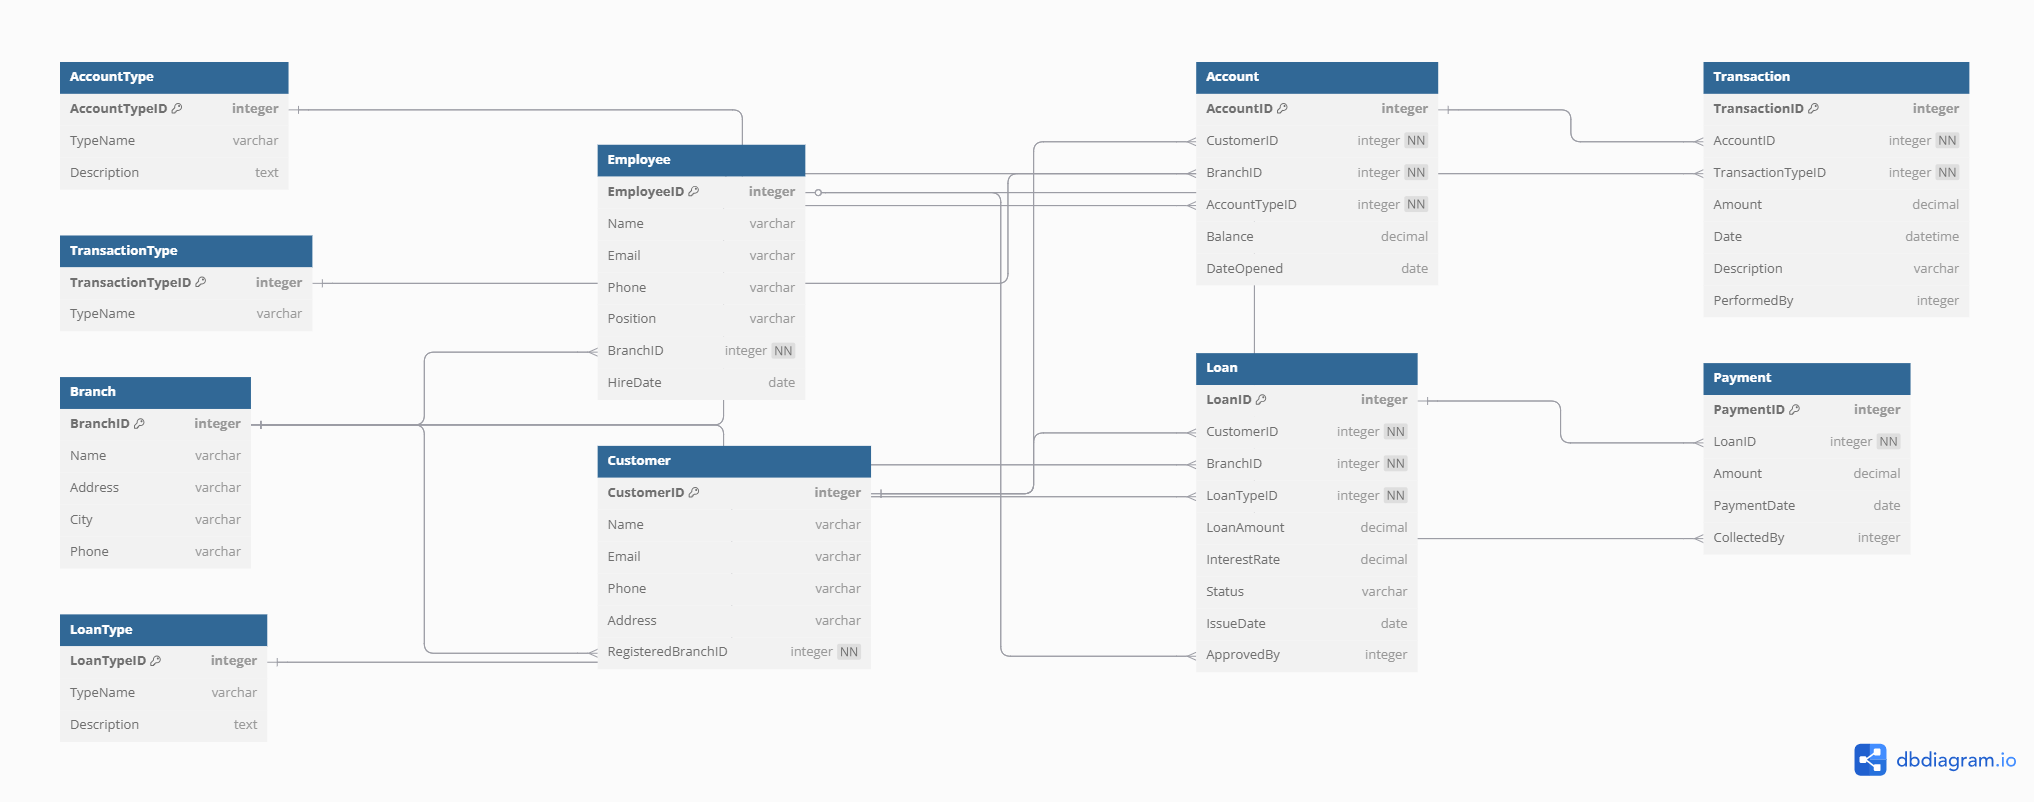 AccountType
AccountTypeID integer
TypeName varchar
Description text
TransactionType
TransactionTypeID integer
TypeName varchar
Branch
BranchID integer
Name varchar
Address varchar
City varchar
Phone varchar
LoanType
LoanTypeID integer
TypeName varchar
Description text
Employee
EmployeeID integer
Name varchar
Email varchar
Phone varchar
Position varchar
BranchID integer NN
HireDate date
Customer
CustomerID integer
Name varchar
Email varchar
Phone varchar
Address varchar
RegisteredBranchID integer NN
Account
AccountID integer
CustomerID integer NN
BranchID integer NN
AccountTypeID integer NN
Balance decimal
DateOpened date
Loan
LoanID integer
CustomerID integer NN
BranchID integer NN
LoanTypeID integer NN
LoanAmount decimal
InterestRate decimal
Status varchar
IssueDate date
ApprovedBy integer
Transaction
TransactionID integer
AccountID integer NN
TransactionTypeID integer NN
Amount decimal
Date datetime
Description varchar
PerformedBy integer
Payment
PaymentID integer
LoanID integer NN
Amount decimal
PaymentDate date
CollectedBy integer
dbdiagram.io